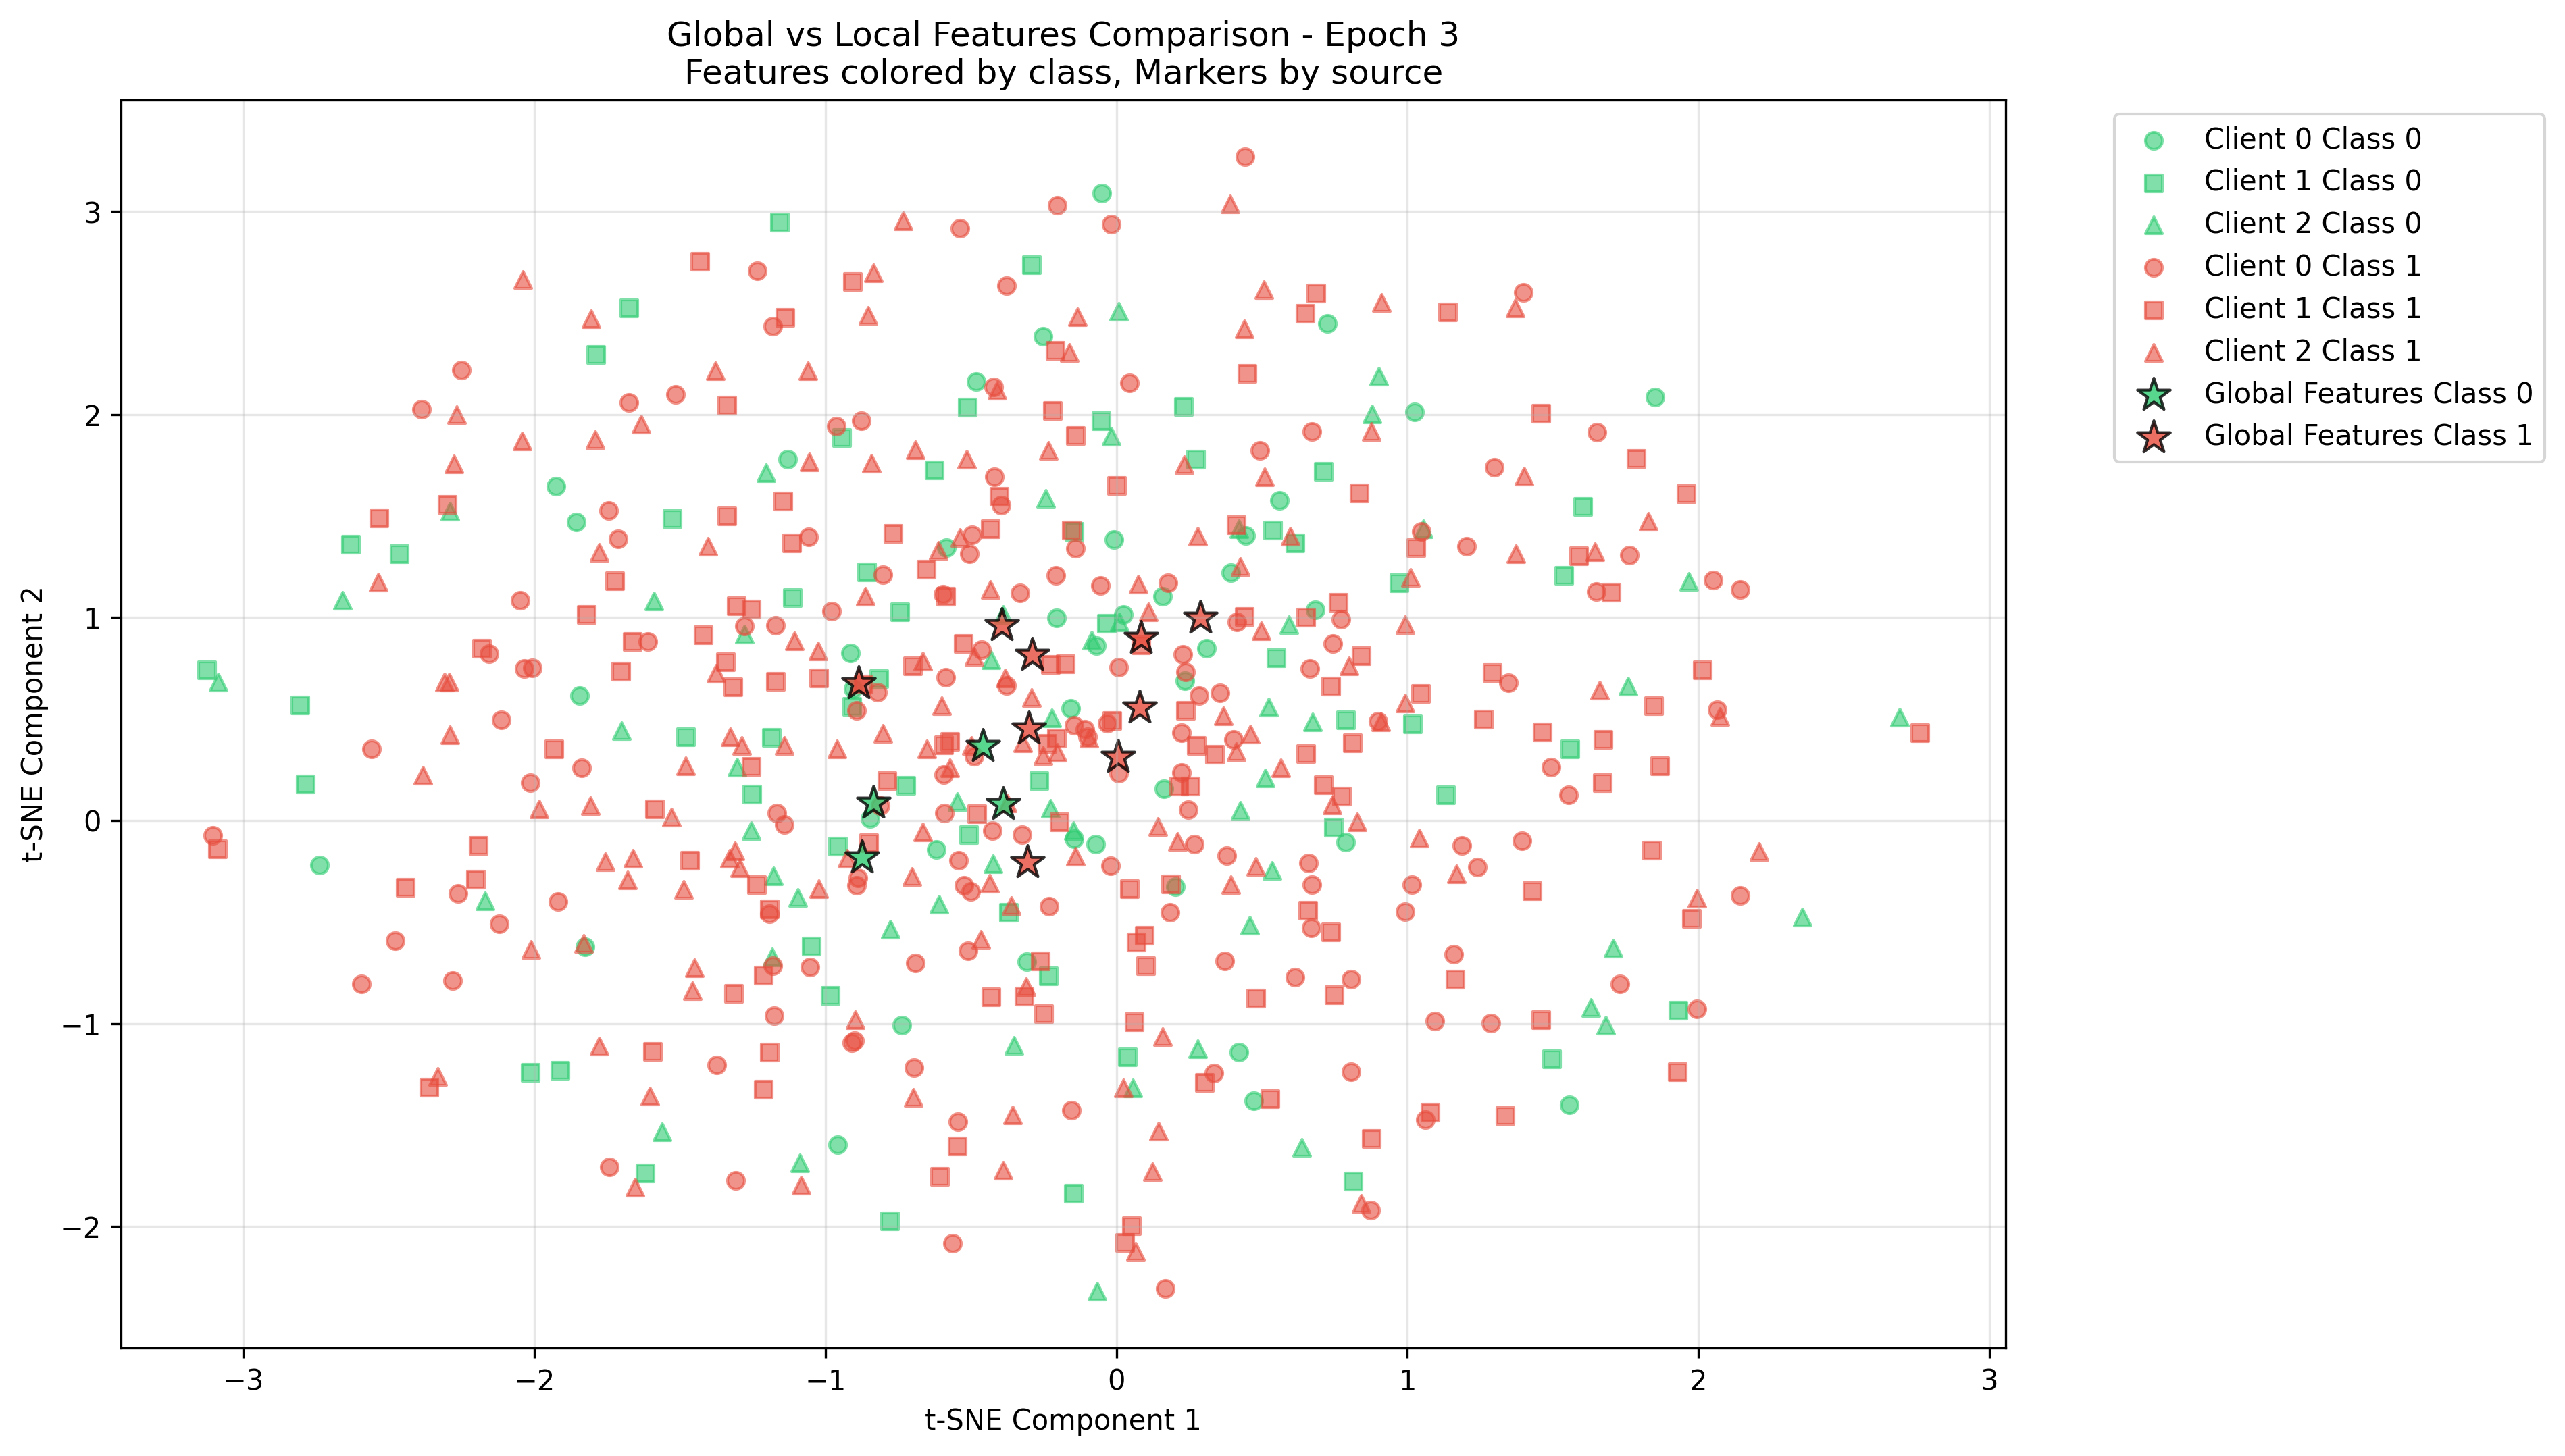 Global vs Local Features Comparison - Epoch 3
Features colored by class, Markers by source
Client 0 Class 0
Client 1 Class 0
Client 2 Class 0
Client 0 Class 1
Client 1 Class 1
Client 2 Class 1
Global Features Class 0
Global Features Class 1
t-SNE Component 2
3
2
1
0
−1
−2
−3
−2
−1
0
1
2
3
t-SNE Component 1